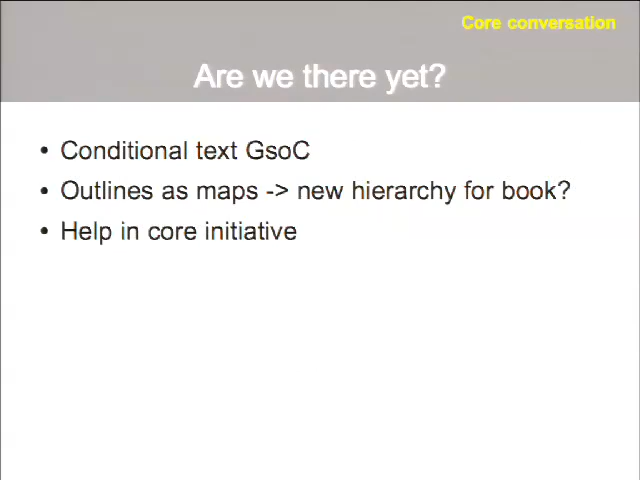 Core conversation
Are we there yet?
• Conditional text GsoC
• Outlines as maps -> new hierarchy for book?
• Help in core initiative